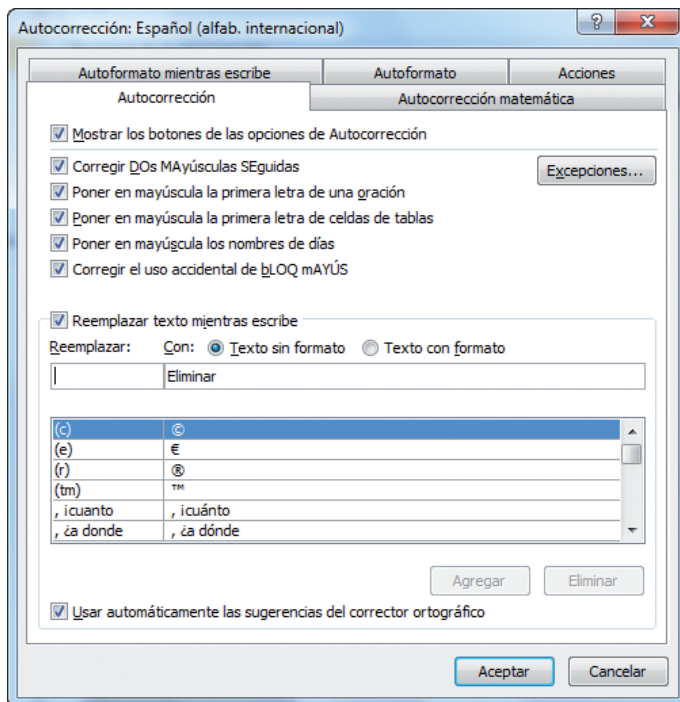 Autocorrección: Español (alfab. internacional)
Autoformato mientras escribe Autoformato Acciones
Autocorrección Autocorrección matemática
Mostrar los botones de las opciones de Autocorrección
Corregir DOs MAyúsculas SEguidas Excepciones...
Poner en mayúscula la primera letra de una oración
Poner en mayúscula la primera letra de celdas de tablas
Poner en mayúscula los nombres de días
Corregir el uso accidental de bLOQ mAYÚS
Reemplazar texto mientras escribe
Reemplazar: Con: Texto sin formato Texto con formato
Eliminar
(c) ©
(e) €
(r) ®
(tm) ™
, ¡cuanto , ¡cuánto
, ¿a donde , ¿a dónde
Agregar Eliminar
Usar automáticamente las sugerencias del corrector ortográfico
Aceptar Cancelar